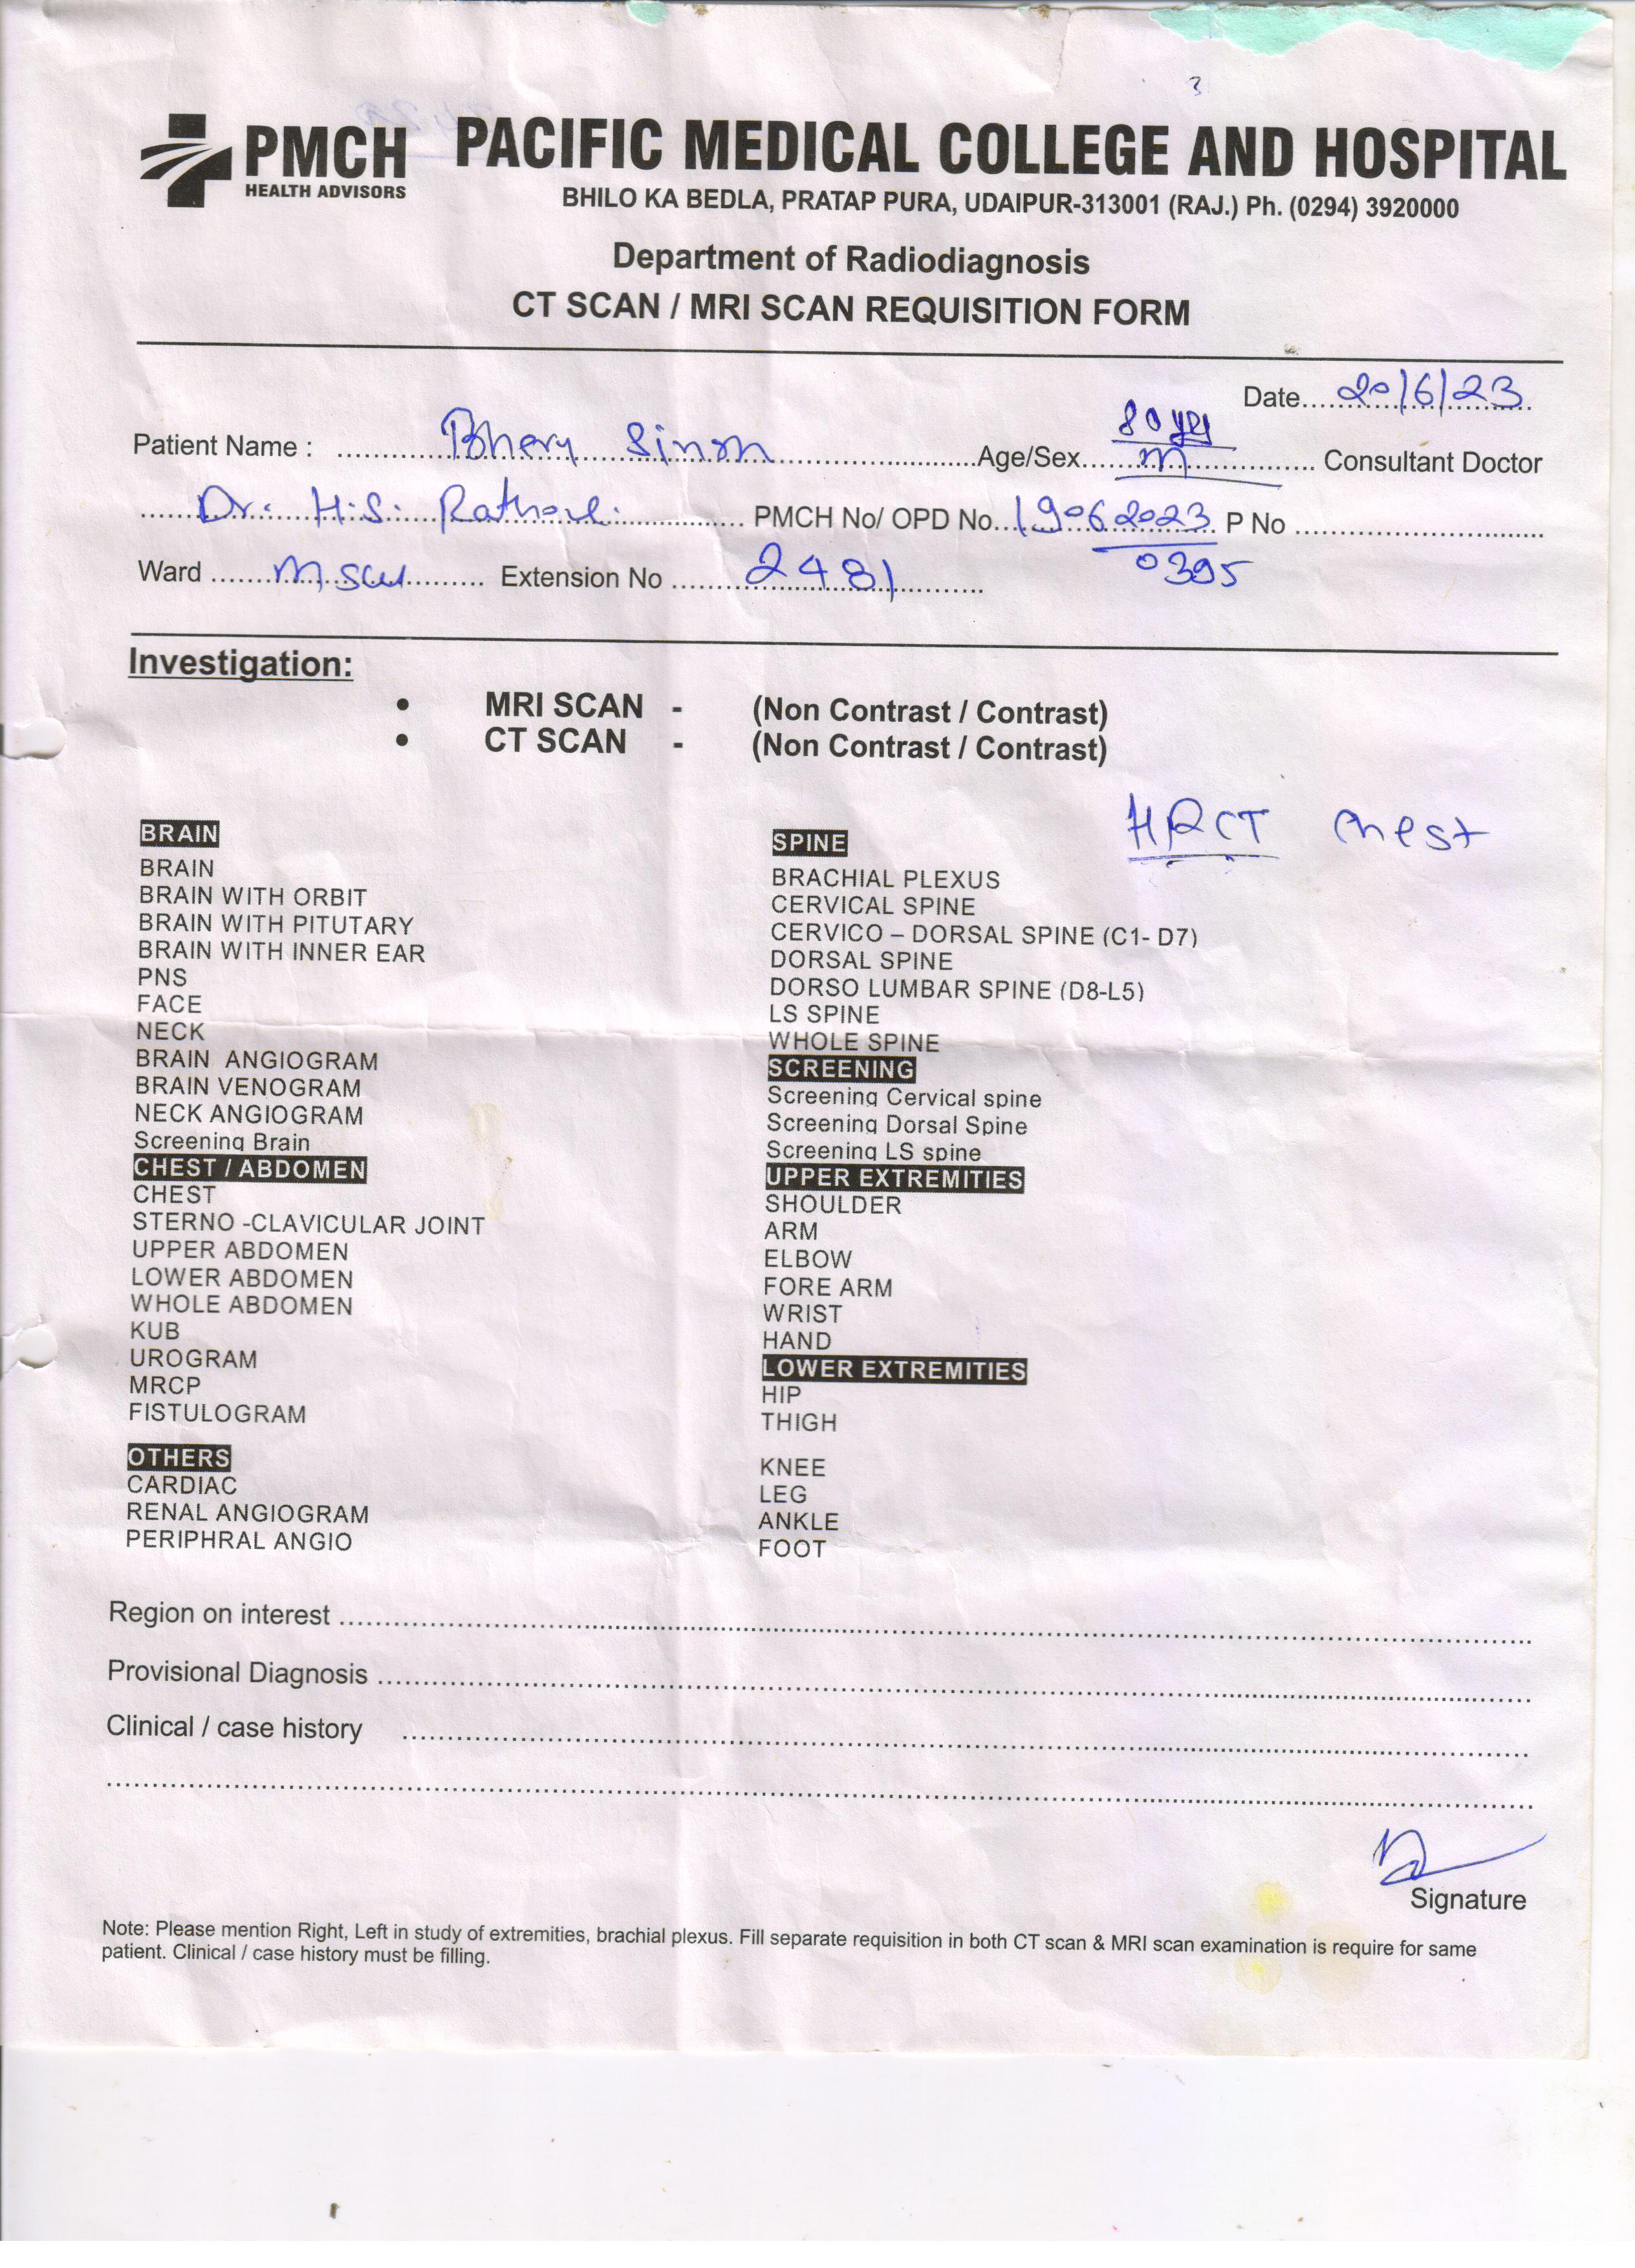 3
PMCH
HEALTH ADVISORS
PACIFIC MEDICAL COLLEGE AND HOSPITAL
BHILO KA BEDLA, PRATAP PURA, UDAIPUR-313001 (RAJ.) Ph. (0294) 3920000
Department of Radiodiagnosis
CT SCAN / MRI SCAN REQUISITION FORM
Date 20/6/23
Patient Name : Bhery Sinoh Age/Sex 80 yrs M Consultant Doctor
Dr. H.S. Rathore PMCH No/ OPD No. 19062023 P No
0395
Ward MSW Extension No 2481
Investigation:
• MRI SCAN - (Non Contrast / Contrast)
• CT SCAN - (Non Contrast / Contrast)
HRCT chest
BRAIN
BRAIN
BRAIN WITH ORBIT
BRAIN WITH PITUTARY
BRAIN WITH INNER EAR
PNS
FACE
NECK
BRAIN ANGIOGRAM
BRAIN VENOGRAM
NECK ANGIOGRAM
Screening Brain
CHEST / ABDOMEN
CHEST
STERNO -CLAVICULAR JOINT
UPPER ABDOMEN
LOWER ABDOMEN
WHOLE ABDOMEN
KUB
UROGRAM
MRCP
FISTULOGRAM
OTHERS
CARDIAC
RENAL ANGIOGRAM
PERIPHRAL ANGIO
SPINE
BRACHIAL PLEXUS
CERVICAL SPINE
CERVICO – DORSAL SPINE (C1- D7)
DORSAL SPINE
DORSO LUMBAR SPINE (D8-L5)
LS SPINE
WHOLE SPINE
SCREENING
Screening Cervical spine
Screening Dorsal Spine
Screening LS spine
UPPER EXTREMITIES
SHOULDER
ARM
ELBOW
FORE ARM
WRIST
HAND
LOWER EXTREMITIES
HIP
THIGH
KNEE
LEG
ANKLE
FOOT
Region on interest
Provisional Diagnosis
Clinical / case history
Signature
Note: Please mention Right, Left in study of extremities, brachial plexus. Fill separate requisition in both CT scan & MRI scan examination is require for same
patient. Clinical / case history must be filling.